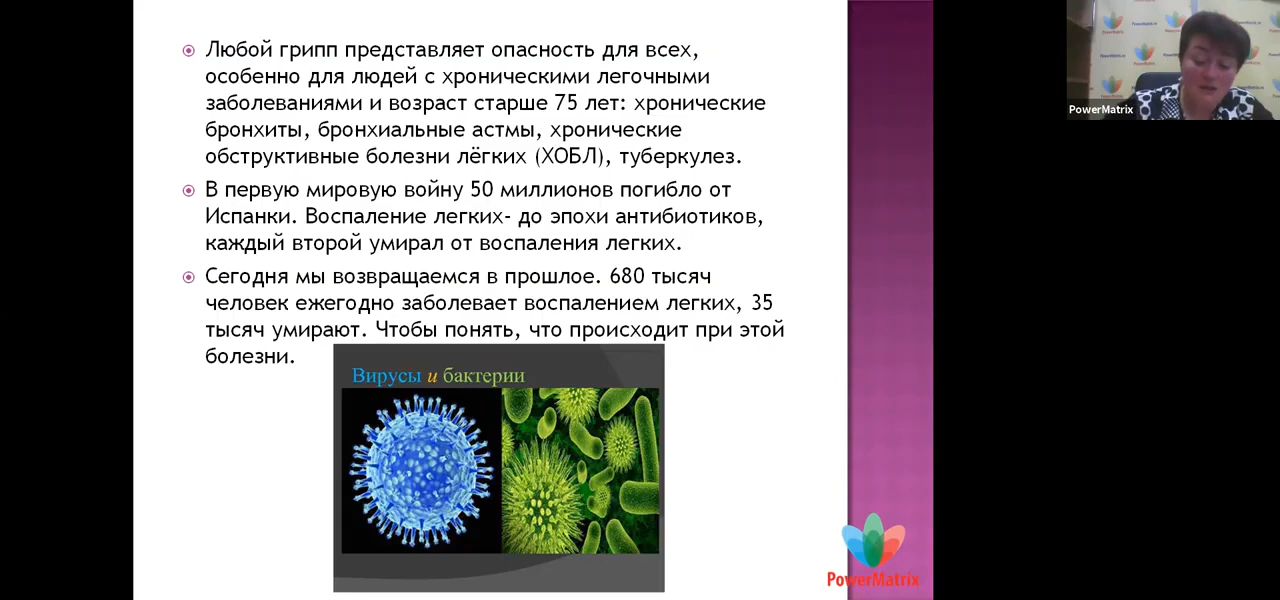 Любой грипп представляет опасность для всех,
особенно для людей с хроническими легочными
заболеваниями и возраст старше 75 лет: хронические
бронхиты, бронхиальные астмы, хронические
обструктивные болезни лёгких (ХОБЛ), туберкулез.
В первую мировую войну 50 миллионов погибло от
Испанки. Воспаление легких- до эпохи антибиотиков,
каждый второй умирал от воспаления легких.
Сегодня мы возвращаемся в прошлое. 680 тысяч
человек ежегодно заболевает воспалением легких, 35
тысяч умирают. Чтобы понять, что происходит при этой
болезни.
Вирусы и бактерии
PowerMatrix
PowerMatrix